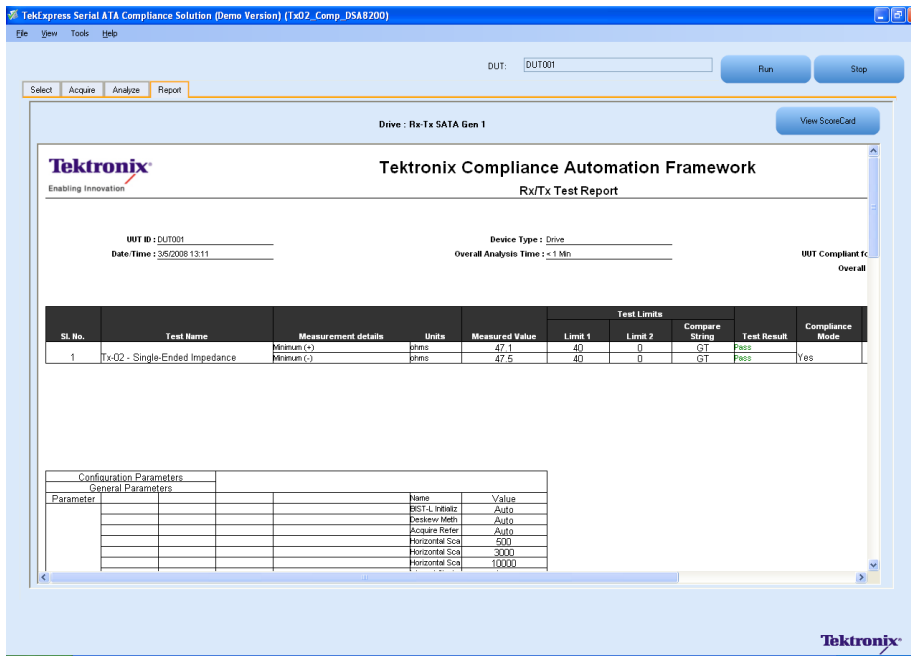 TekExpress Serial ATA Compliance Solution (Demo Version) (Tx02_Comp_DSA8200)
File View Tools Help
DUT: DUT001 Run Stop
Select Acquire Analyze Report
Drive : Rx-Tx SATA Gen 1 View ScoreCard
Tektronix Tektronix Compliance Automation Framework
Enabling Innovation Rx/Tx Test Report
UUT ID : DUT001 Device Type : Drive
Date/Time : 3/5/2008 13:11 Overall Analysis Time : < 1 Min UUT Compliant fo
Overall
Test Limits
Sl. No. Test Name Measurement details Units Measured Value Limit 1 Limit 2 Compare String Test Result Compliance Mode
1 Tx-02 - Single-Ended Impedance Minimum (+) ohms 47.1 40 0 GT Pass Yes
Minimum (-) ohms 47.5 40 0 GT Pass
Configuration Parameters
General Parameters
Parameter Name Value
BIST-L Initializ Auto
Deskew Meth Auto
Acquire Refer Auto
Horizontal Sca 500
Horizontal Sca 3000
Horizontal Sca 10000
Tektronix